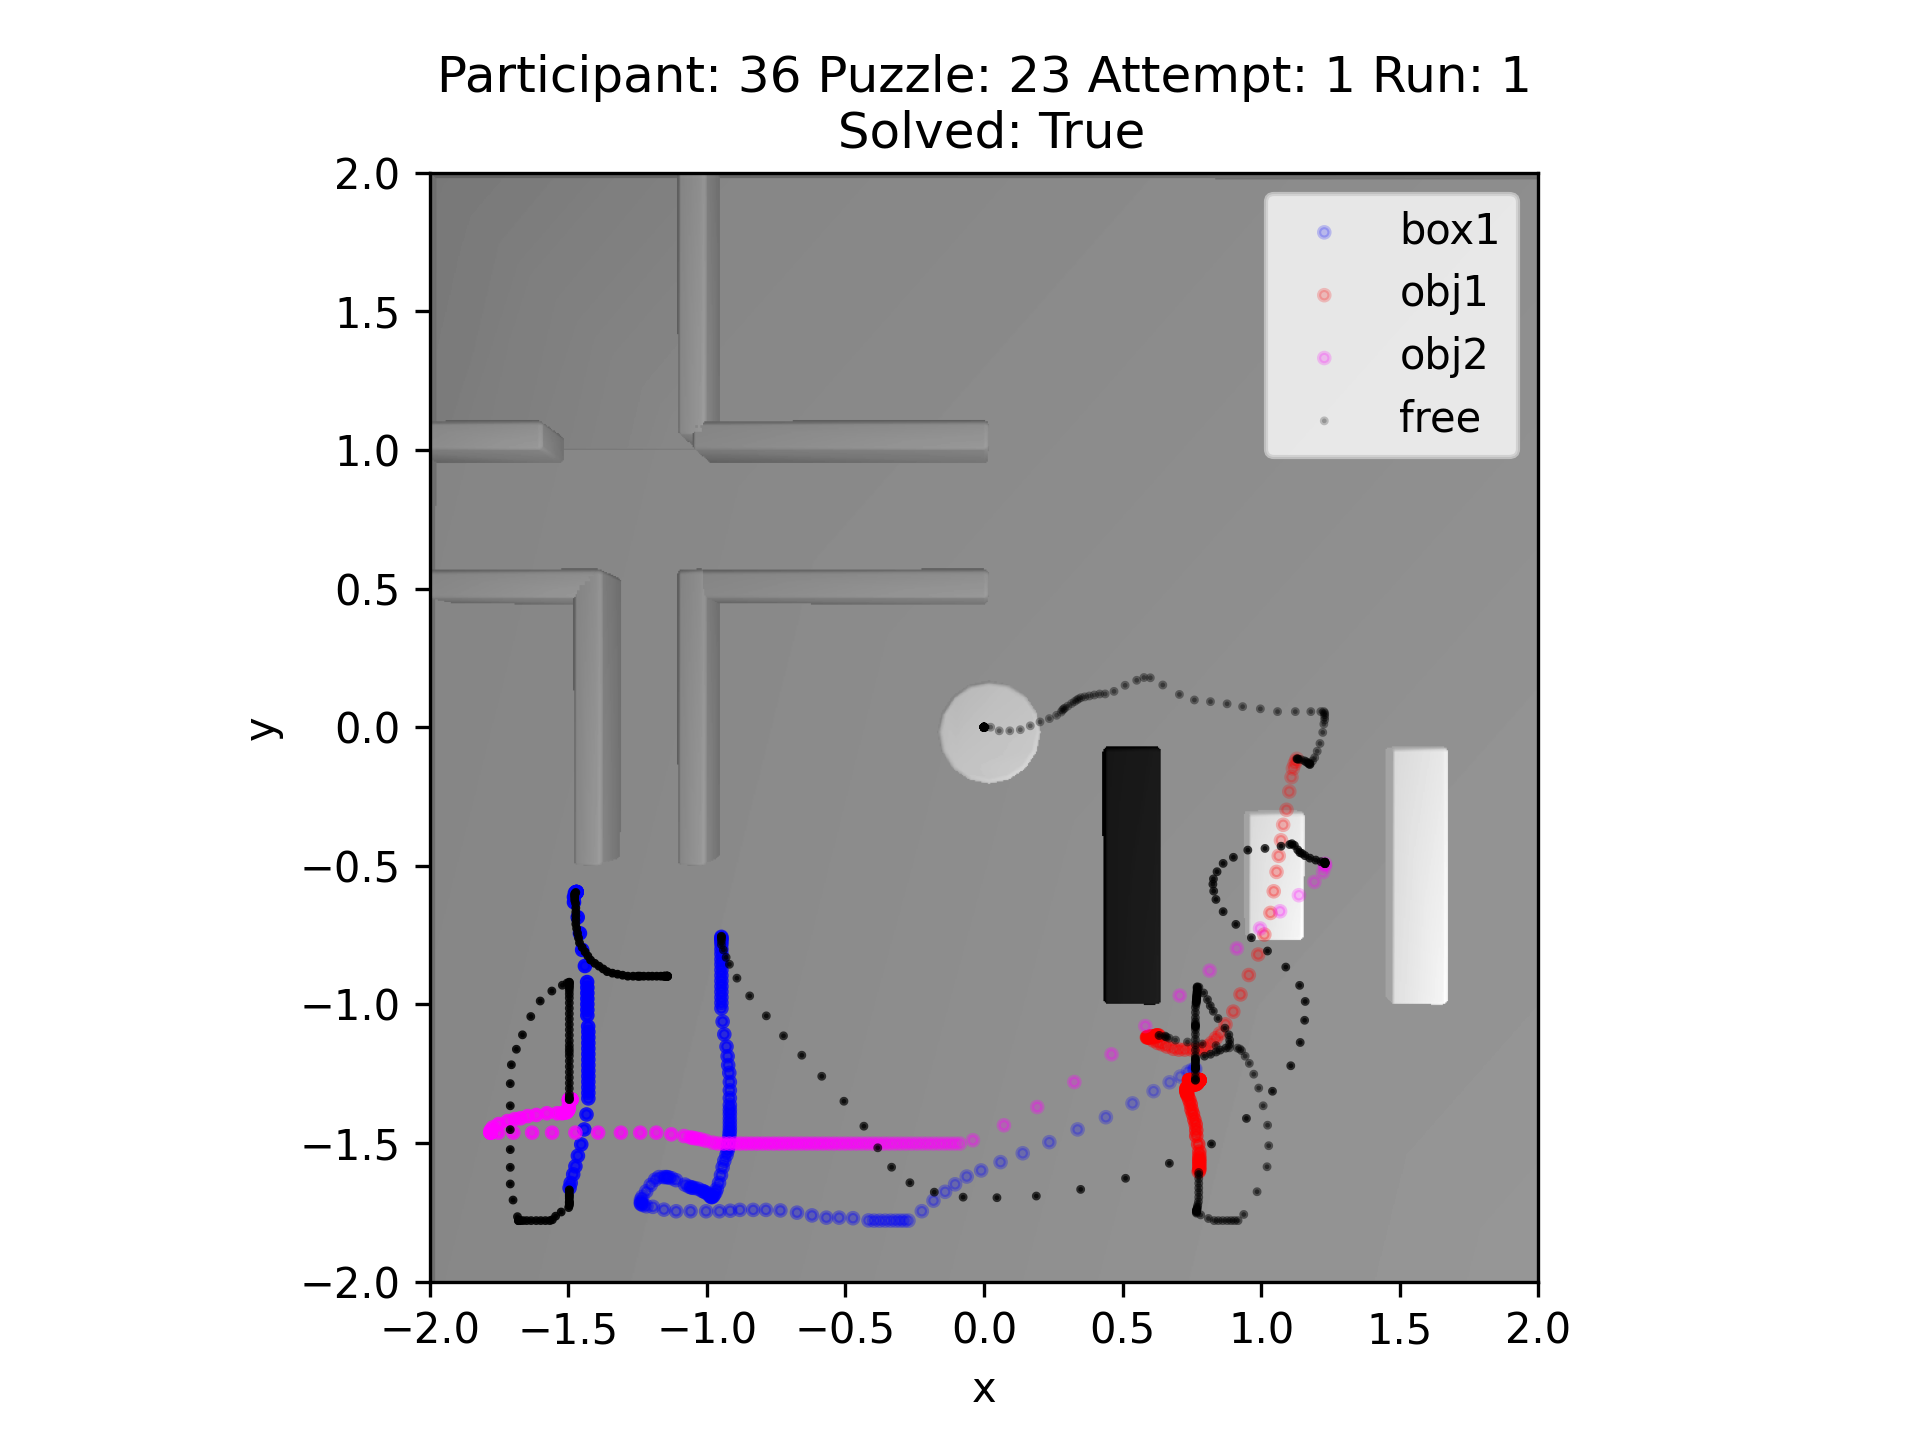 Participant: 36 Puzzle: 23 Attempt: 1 Run: 1
Solved: True
2.0
1.5
1.0
0.5
0.0
−0.5
−1.0
−1.5
−2.0
y
box1
obj1
obj2
free
−2.0 −1.5 −1.0 −0.5 0.0 0.5 1.0 1.5 2.0
x